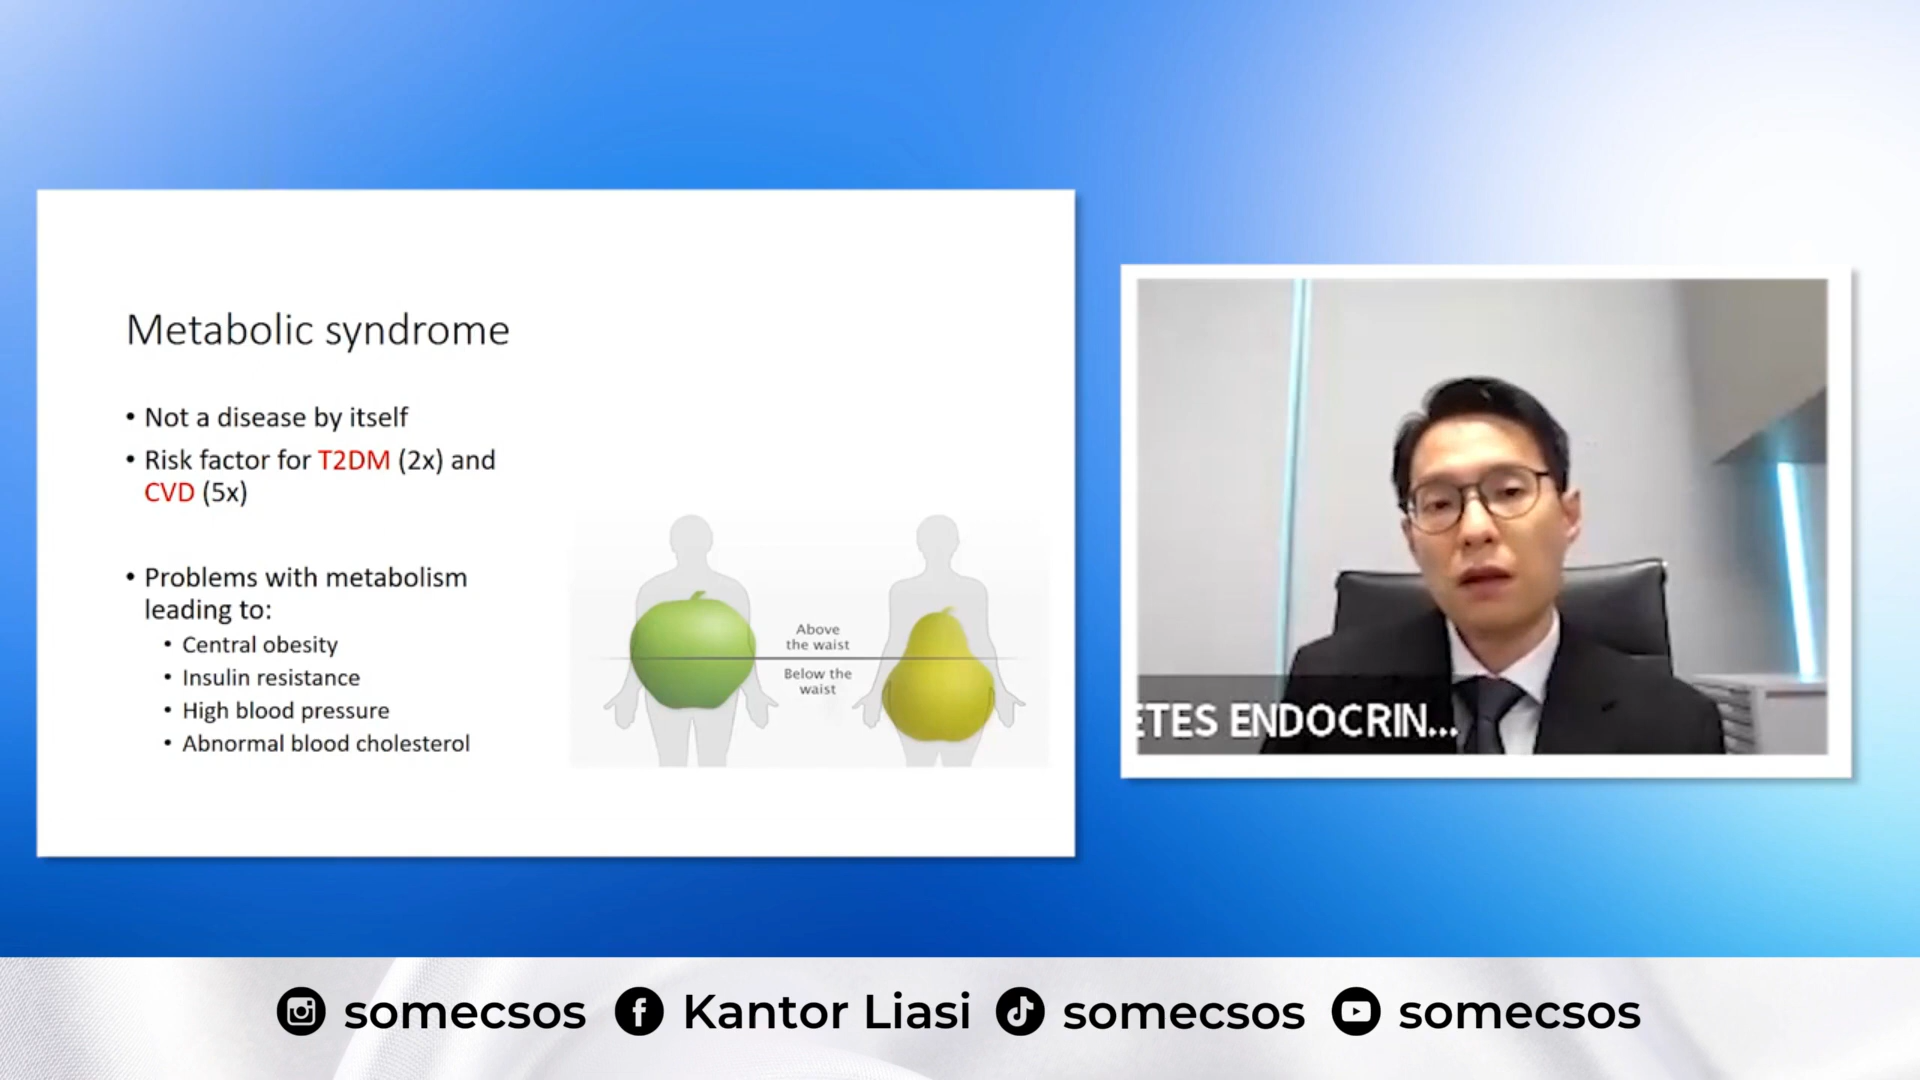 Metabolic syndrome
• Not a disease by itself
• Risk factor for T2DM (2x) and
CVD (5x)
• Problems with metabolism
leading to:
• Central obesity
• Insulin resistance
• High blood pressure
• Abnormal blood cholesterol
Above
the waist
Below the
waist
ETES ENDOCRIN...
somecsos
Kantor Liasi
somecsos
somecsos